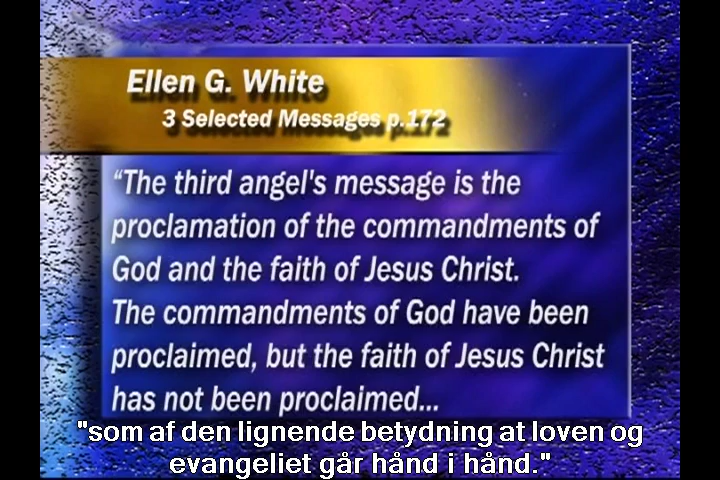 Ellen G. White
3 Selected Messages p.172
“The third angel's message is the
proclamation of the commandments of
God and the faith of Jesus Christ.
The commandments of God have been
proclaimed, but the faith of Jesus Christ
has not been proclaimed...
"som af den lignende betydning at loven og
evangeliet går hånd i hånd."